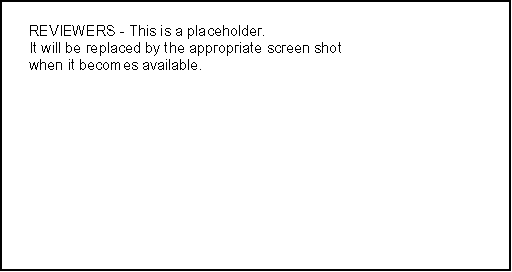 REVIEWERS - This is a placeholder.
It will be replaced by the appropriate screen shot
when it becomes available.